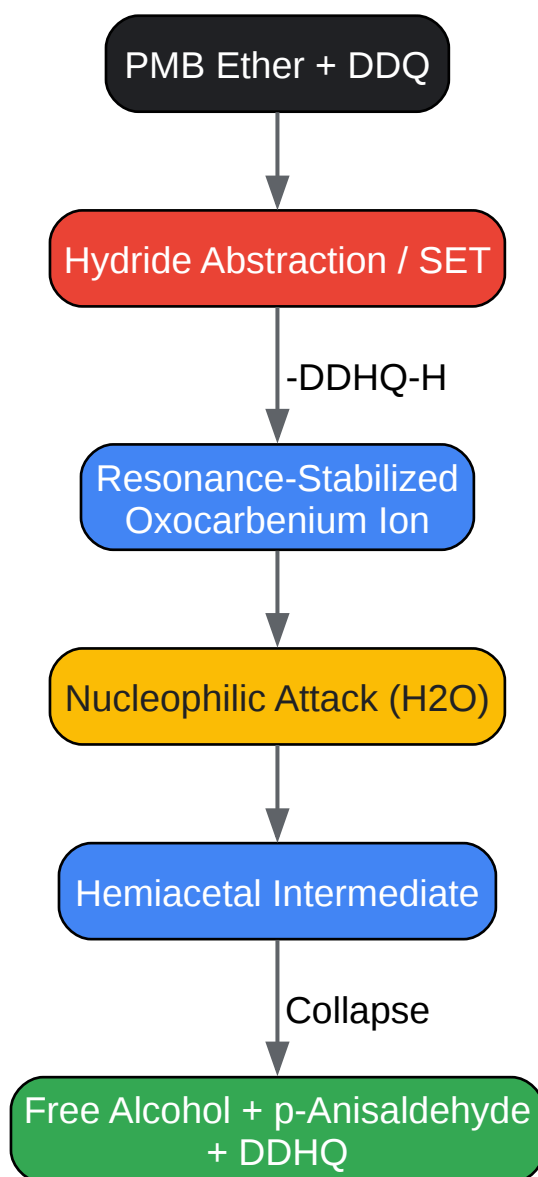 PMB Ether + DDQ
Hydride Abstraction / SET
-DDHQ-H
Resonance-Stabilized
Oxocarbenium Ion
Nucleophilic Attack (H2O)
Hemiacetal Intermediate
Collapse
Free Alcohol + p-Anisaldehyde
+ DDHQ